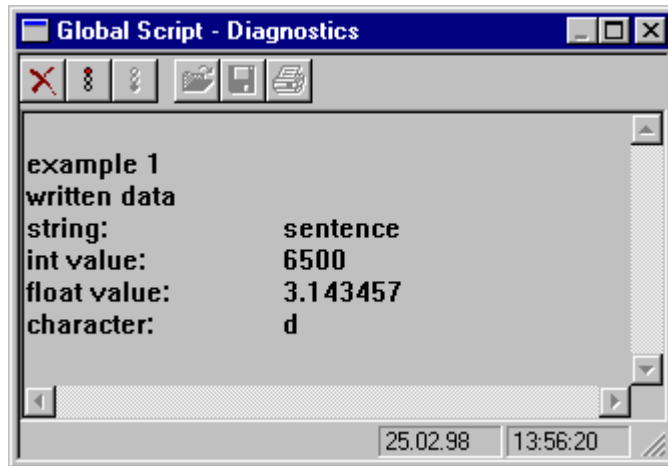 Global Script - Diagnostics
example 1
written data
string: sentence
int value: 6500
float value: 3.143457
character: d
25.02.98 13:56:20